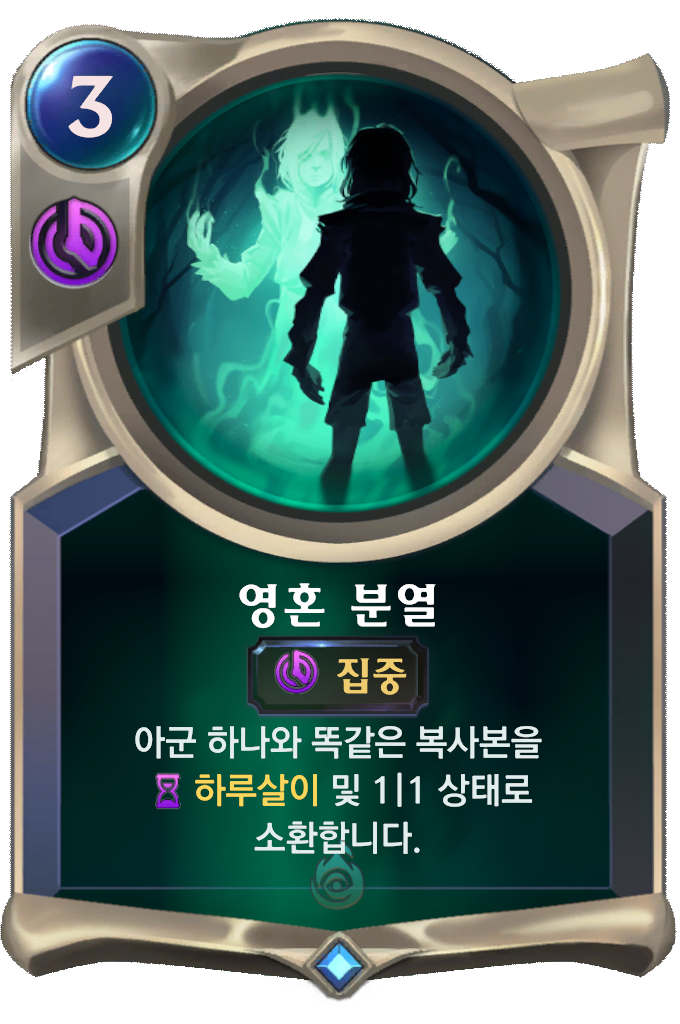 3
영혼 분열
집중
아군 하나와 똑같은 복사본을
하루살이 및 1|1 상태로
소환합니다.